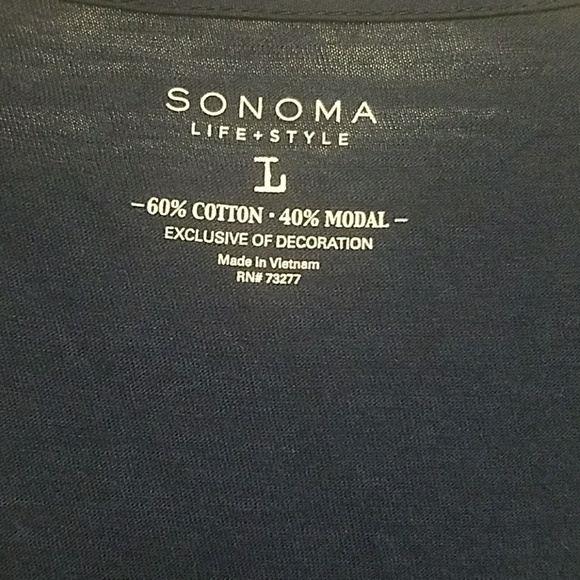 SONOMA
LIFE+STYLE
L
-60% COTTON · 40% MODAL-
EXCLUSIVE OF DECORATION
Made in Vietnam
RN# 73277